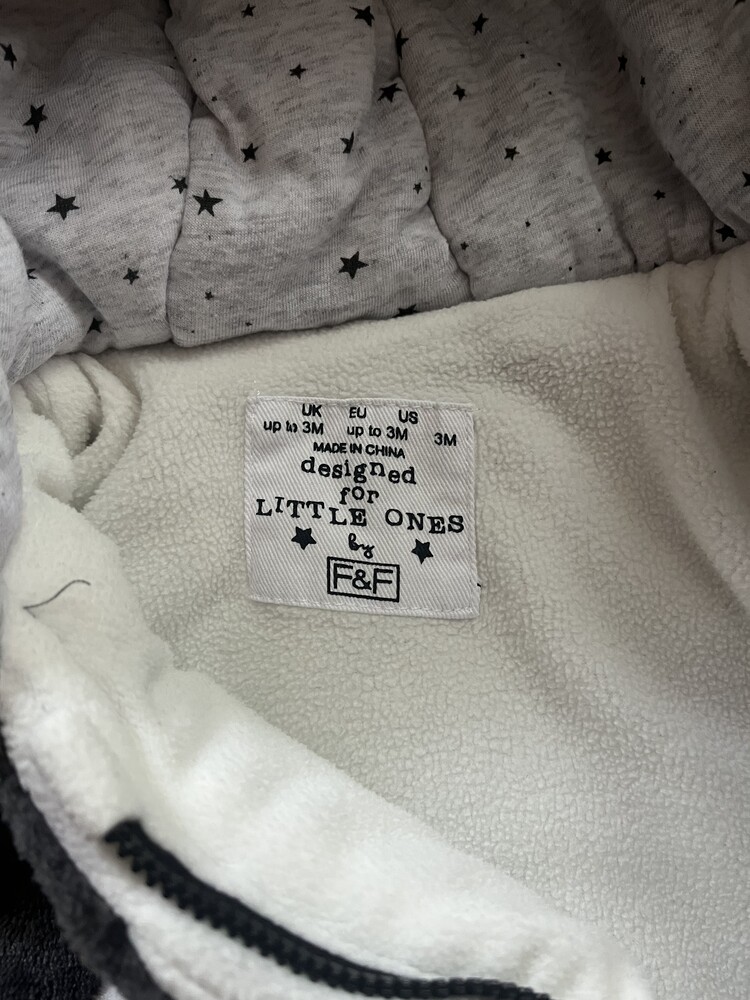 UK EU US
up to 3M up to 3M 3M
MADE IN CHINA
designed
for
LITTLE ONES
by
F&F